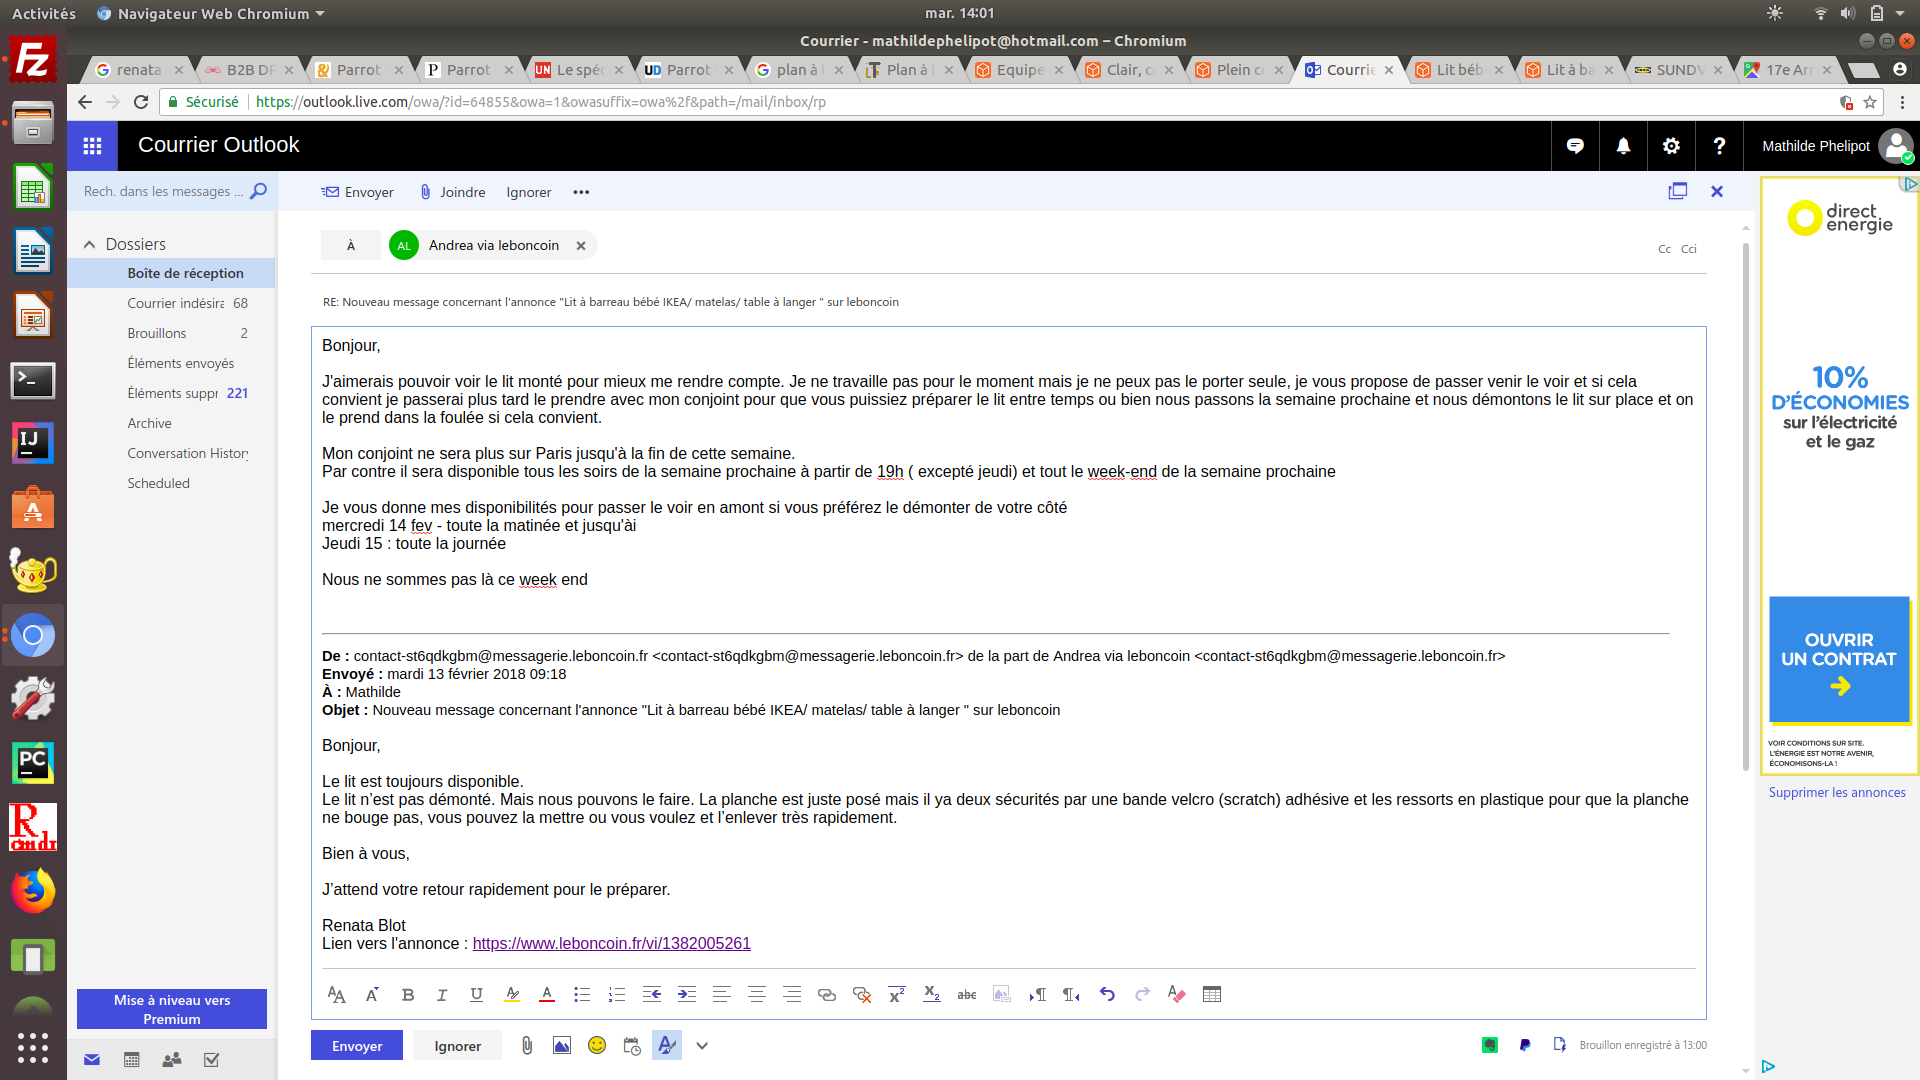 Activités
Navigateur Web Chromium
mar. 14:01
Courrier - mathildephelipot@hotmail.com – Chromium
renata
B2B DF
Parrot
Parrot
Le spéc
Parrot
plan à l
Plan à
Equipe
Clair, c
Plein c
Courrie
Lit béb
Lit à ba
SUNDV
17e Arr
Sécurisé
https://outlook.live.com/owa/?id=64855&owa=1&owasuffix=owa%2f&path=/mail/inbox/rp
Courrier Outlook
Mathilde Phelipot
Rech. dans les messages ...
Envoyer
Joindre
Ignorer
Dossiers
Boîte de réception
Courrier indésira 68
Brouillons 2
Éléments envoyés
Éléments suppr 221
Archive
Conversation History
Scheduled
Mise à niveau vers
Premium
À
AL
Andrea via leboncoin
Cc Cci
RE: Nouveau message concernant l'annonce "Lit à barreau bébé IKEA/ matelas/ table à langer " sur leboncoin
Bonjour,
J'aimerais pouvoir voir le lit monté pour mieux me rendre compte. Je ne travaille pas pour le moment mais je ne peux pas le porter seule, je vous propose de passer venir le voir et si cela
convient je passerai plus tard le prendre avec mon conjoint pour que vous puissiez préparer le lit entre temps ou bien nous passons la semaine prochaine et nous démontons le lit sur place et on
le prend dans la foulée si cela convient.
Mon conjoint ne sera plus sur Paris jusqu'à la fin de cette semaine.
Par contre il sera disponible tous les soirs de la semaine prochaine à partir de 19h ( excepté jeudi) et tout le week-end de la semaine prochaine
Je vous donne mes disponibilités pour passer le voir en amont si vous préférez le démonter de votre côté
mercredi 14 fev - toute la matinée et jusqu'ài
Jeudi 15 : toute la journée
Nous ne sommes pas là ce week end
De : contact-st6qdkgbm@messagerie.leboncoin.fr <contact-st6qdkgbm@messagerie.leboncoin.fr> de la part de Andrea via leboncoin <contact-st6qdkgbm@messagerie.leboncoin.fr>
Envoyé : mardi 13 février 2018 09:18
À : Mathilde
Objet : Nouveau message concernant l'annonce "Lit à barreau bébé IKEA/ matelas/ table à langer " sur leboncoin
Bonjour,
Le lit est toujours disponible.
Le lit n’est pas démonté. Mais nous pouvons le faire. La planche est juste posé mais il ya deux sécurités par une bande velcro (scratch) adhésive et les ressorts en plastique pour que la planche
ne bouge pas, vous pouvez la mettre ou vous voulez et l’enlever très rapidement.
Bien à vous,
J’attend votre retour rapidement pour le préparer.
Renata Blot
Lien vers l'annonce : https://www.leboncoin.fr/vi/1382005261
Envoyer
Ignorer
Brouillon enregistré à 13:00
direct
energie
10%
D'ÉCONOMIES
sur l'électricité
et le gaz
OUVRIR
UN CONTRAT
VOIR CONDITIONS SUR SITE.
L'ÉNERGIE EST NOTRE AVENIR,
ÉCONOMISONS-LA !
Supprimer les annonces